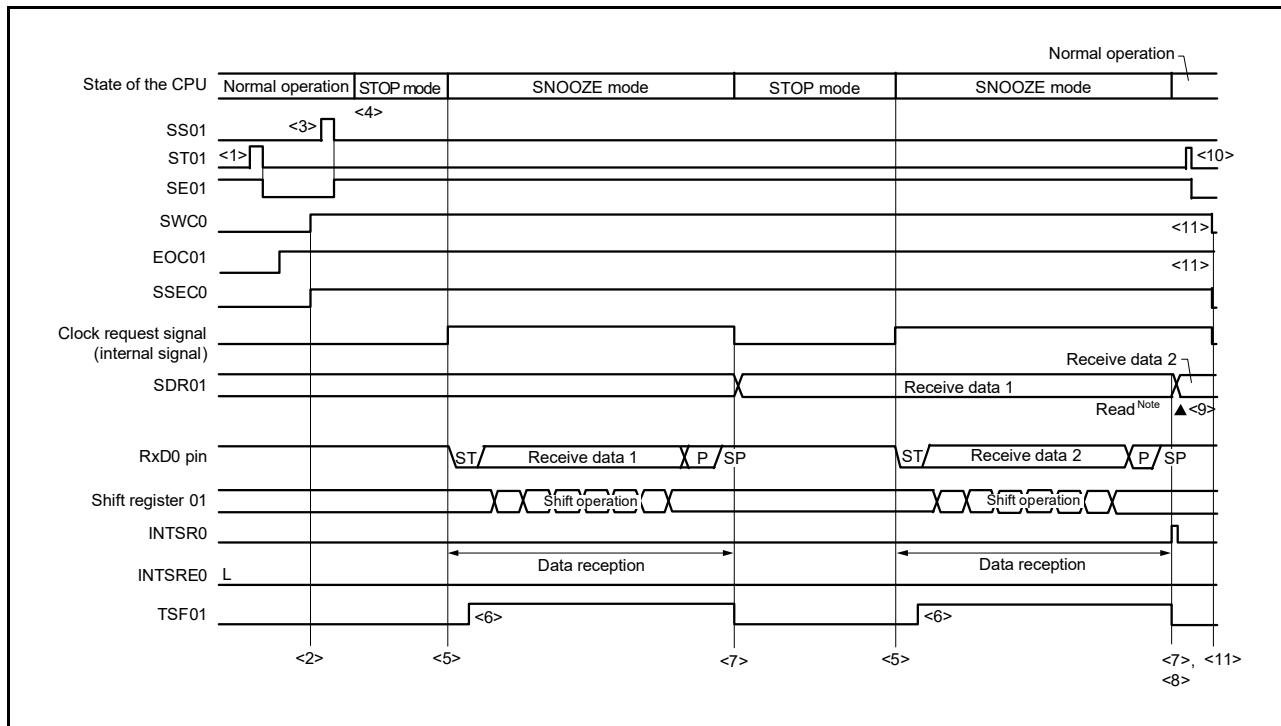 Normal operation
State of the CPU Normal operation STOP mode SNOOZE mode STOP mode SNOOZE mode
<4>
SS01 <3>
ST01 <1> <10>
SE01
SWC0 <11>
EOC01 <11>
SSEC0
Clock request signal
(internal signal)
Receive data 2
SDR01 Receive data 1
Read Note ▲<9>
RxD0 pin ST Receive data 1 P SP ST Receive data 2 P SP
Shift register 01 Shift operation Shift operation
INTSR0
Data reception Data reception
INTSRE0 L
TSF01 <6> <6>
<2> <5> <7> <5> <7>, <11>
<8>